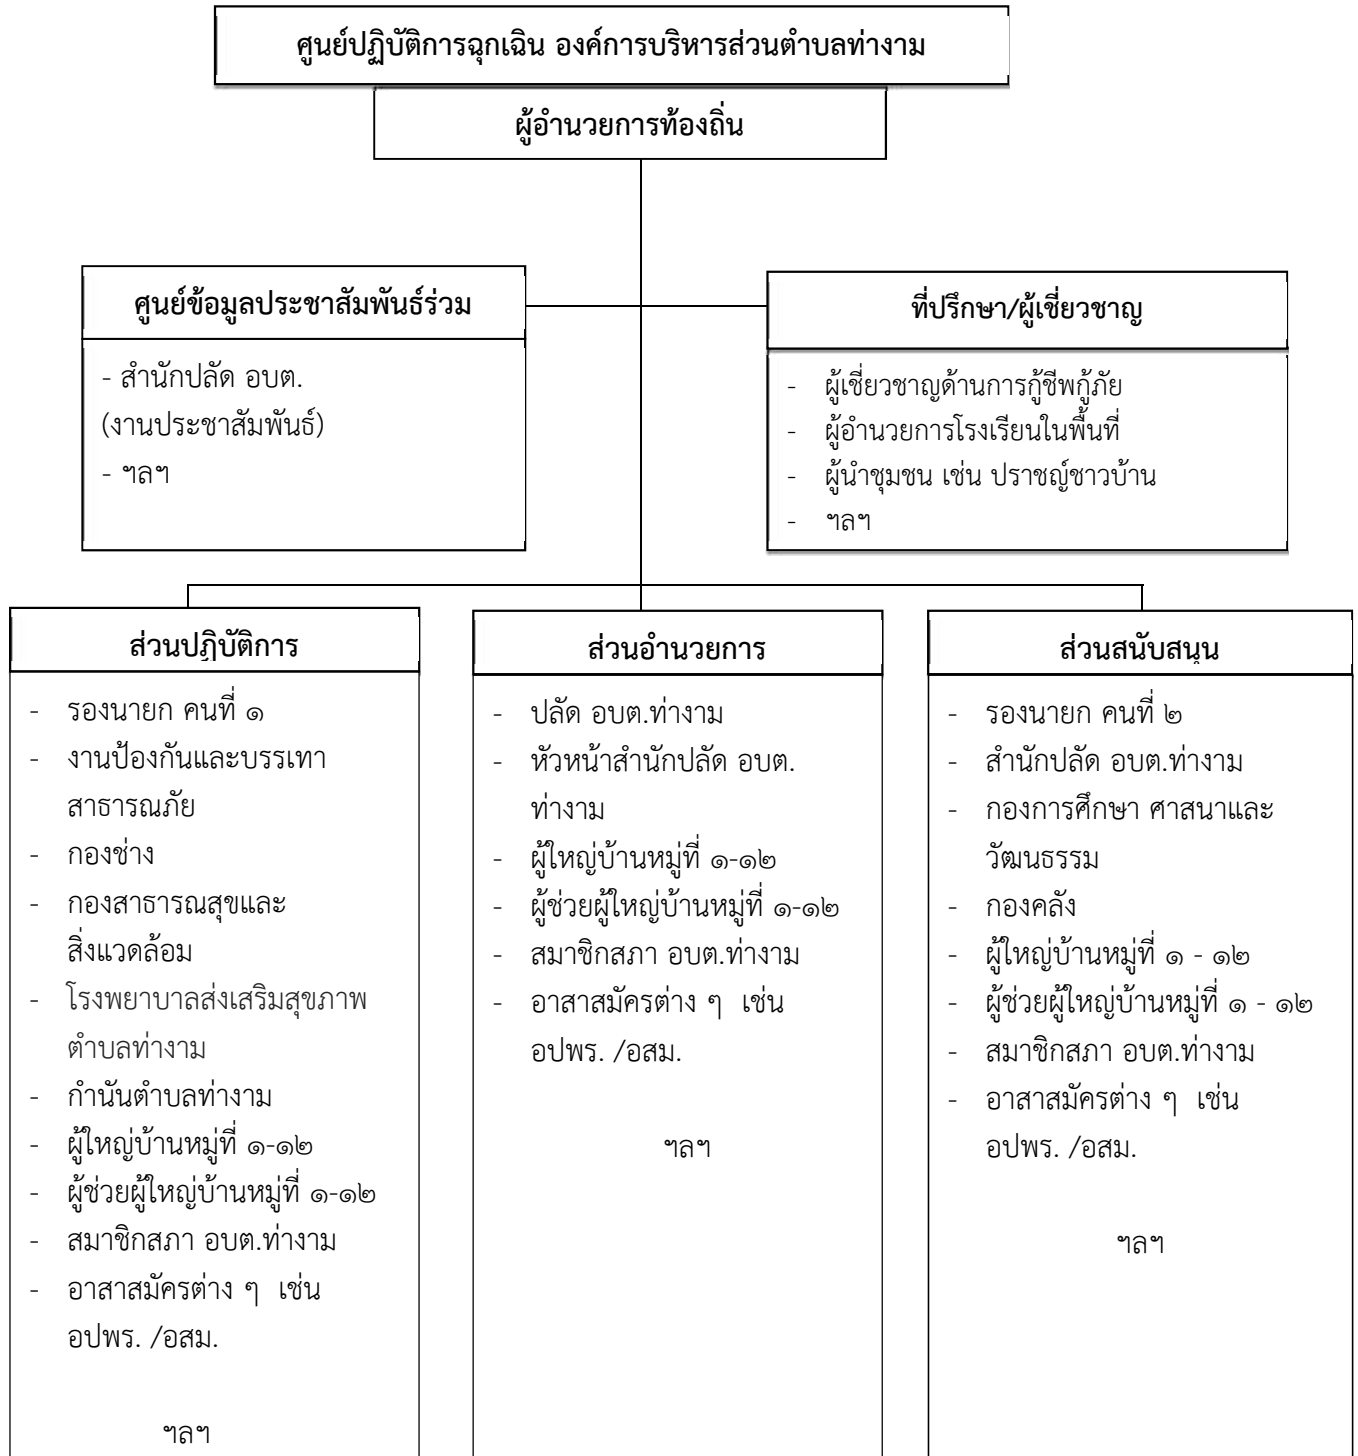 ศูนย์ปฏิบัติการฉุกเฉิน องค์การบริหารส่วนตำบลท่างาม
ผู้อำนวยการท้องถิ่น
ศูนย์ข้อมูลประชาสัมพันธ์ร่วม
- สำนักปลัด อบต.
(งานประชาสัมพันธ์)
- ฯลฯ
ที่ปรึกษา/ผู้เชี่ยวชาญ
- ผู้เชี่ยวชาญด้านการกู้ชีพกู้ภัย
- ผู้อำนวยการโรงเรียนในพื้นที่
- ผู้นำชุมชน เช่น ปราชญ์ชาวบ้าน
- ฯลฯ
ส่วนปฏิบัติการ
- รองนายก คนที่ ๑
- งานป้องกันและบรรเทา
สาธารณภัย
- กองช่าง
- กองสาธารณสุขและ
สิ่งแวดล้อม
- โรงพยาบาลส่งเสริมสุขภาพ
ตำบลท่างาม
- กำนันตำบลท่างาม
- ผู้ใหญ่บ้านหมู่ที่ ๑-๑๒
- ผู้ช่วยผู้ใหญ่บ้านหมู่ที่ ๑-๑๒
- สมาชิกสภา อบต.ท่างาม
- อาสาสมัครต่าง ๆ เช่น
อปพร. /อสม.
ฯลฯ
ส่วนอำนวยการ
- ปลัด อบต.ท่างาม
- หัวหน้าสำนักปลัด อบต.
ท่างาม
- ผู้ใหญ่บ้านหมู่ที่ ๑-๑๒
- ผู้ช่วยผู้ใหญ่บ้านหมู่ที่ ๑-๑๒
- สมาชิกสภา อบต.ท่างาม
- อาสาสมัครต่าง ๆ เช่น
อปพร. /อสม.
ฯลฯ
ส่วนสนับสนุน
- รองนายก คนที่ ๒
- สำนักปลัด อบต.ท่างาม
- กองการศึกษา ศาสนาและ
วัฒนธรรม
- กองคลัง
- ผู้ใหญ่บ้านหมู่ที่ ๑ - ๑๒
- ผู้ช่วยผู้ใหญ่บ้านหมู่ที่ ๑ - ๑๒
- สมาชิกสภา อบต.ท่างาม
- อาสาสมัครต่าง ๆ เช่น
อปพร. /อสม.
ฯลฯ